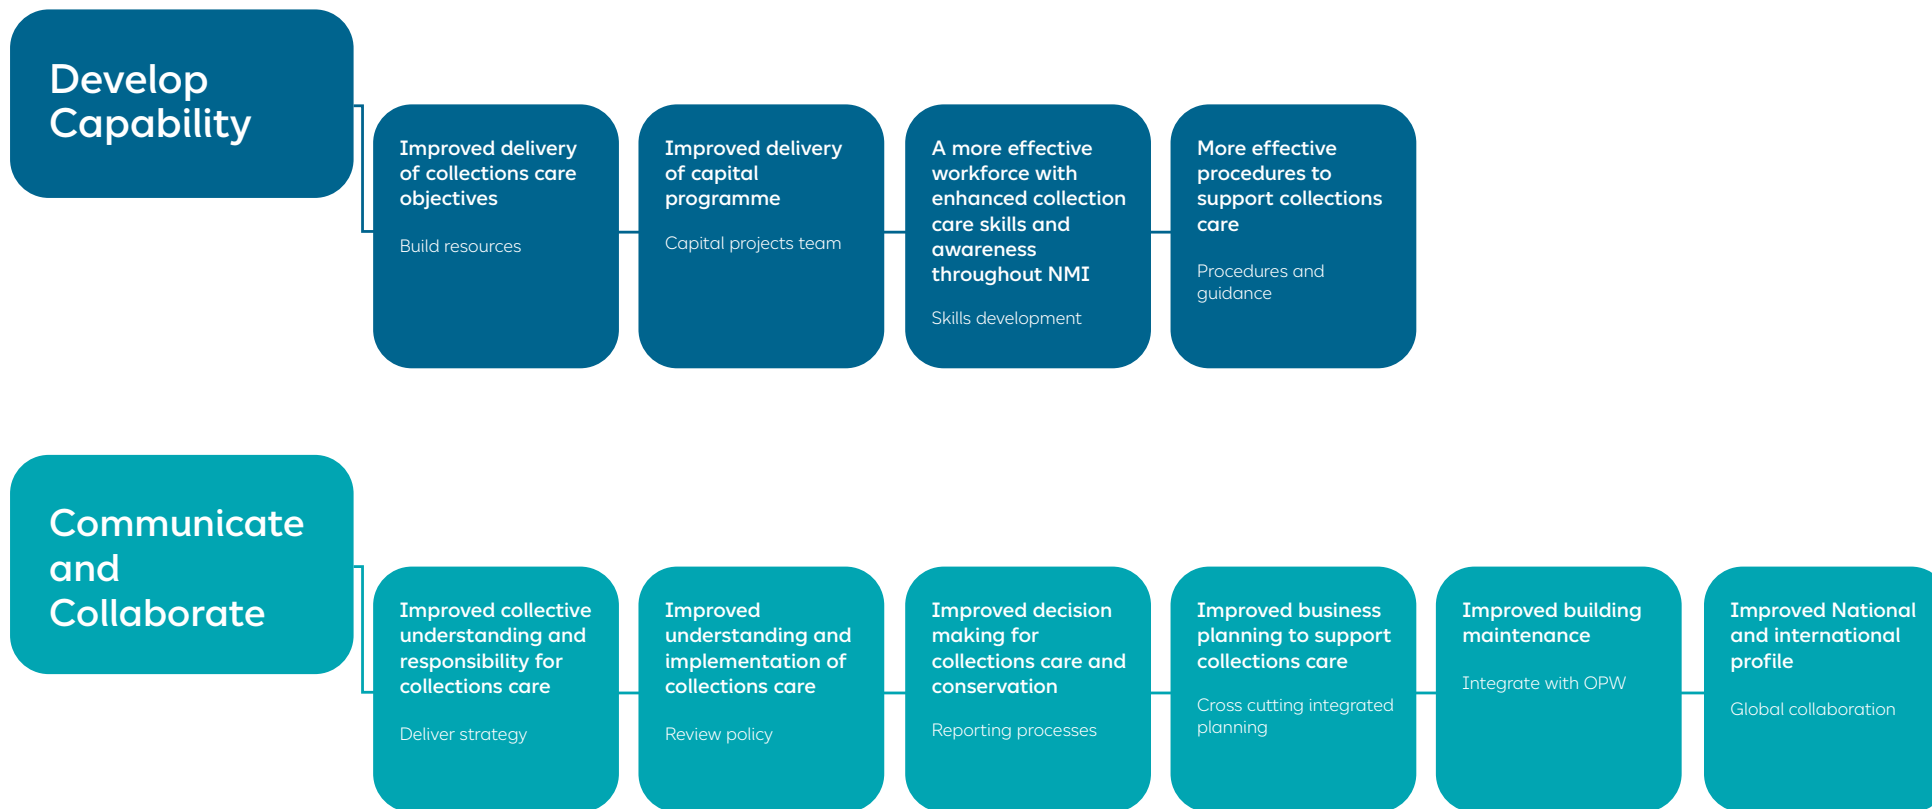 Develop
Capability
Improved delivery
of collections care
objectives
Build resources
Improved delivery
of capital
programme
Capital projects team
A more effective
workforce with
enhanced collection
care skills and
awareness
throughout NMI
Skills development
More effective
procedures to
support collections
care
Procedures and
guidance
Communicate
and
Collaborate
Improved collective
understanding and
responsibility for
collections care
Deliver strategy
Improved
understanding and
implementation of
collections care
Review policy
Improved decision
making for
collections care and
conservation
Reporting processes
Improved business
planning to support
collections care
Cross cutting integrated
planning
Improved building
maintenance
Integrate with OPW
Improved National
and international
profile
Global collaboration